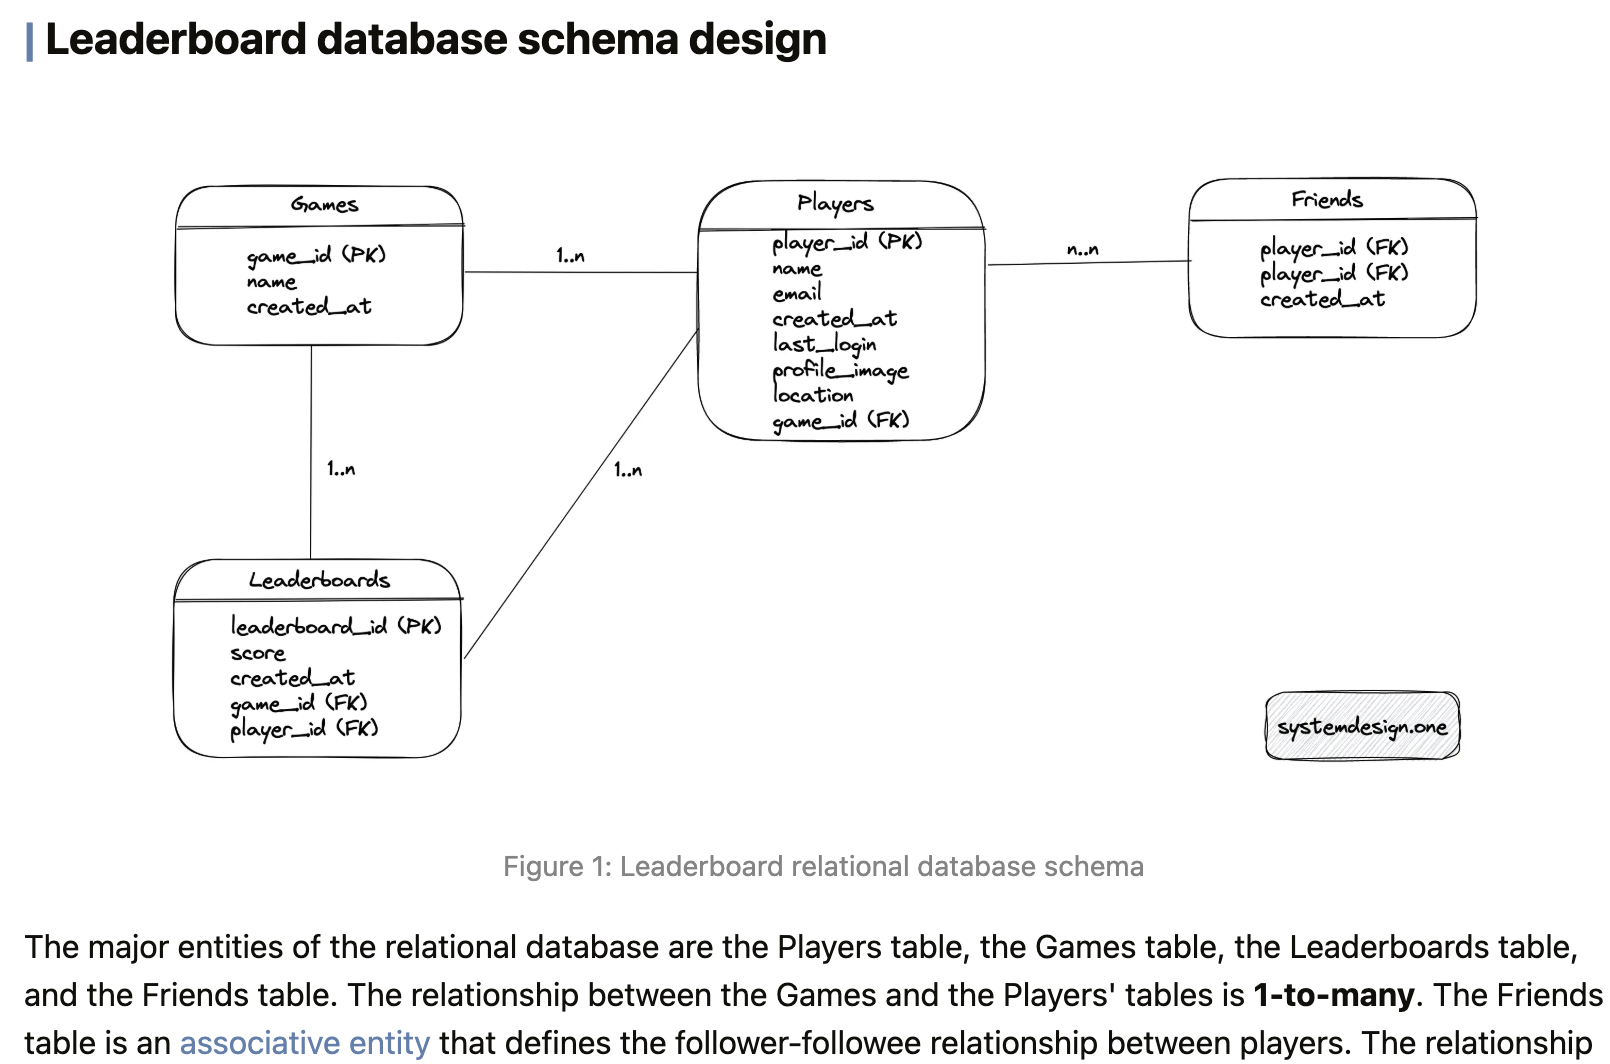 Leaderboard database schema design
Games
game_id (PK)
name
created_at
1..n
Players
player_id (PK)
name
email
created_at
last_login
profile_image
location
game_id (FK)
n..n
Friends
player_id (FK)
player_id (FK)
created_at
1..n
1..n
Leaderboards
leaderboard_id (PK)
score
created_at
game_id (FK)
player_id (FK)
systemdesign.one
Figure 1: Leaderboard relational database schema
The major entities of the relational database are the Players table, the Games table, the Leaderboards table,
and the Friends table. The relationship between the Games and the Players' tables is 1-to-many. The Friends
table is an associative entity that defines the follower-followee relationship between players. The relationship